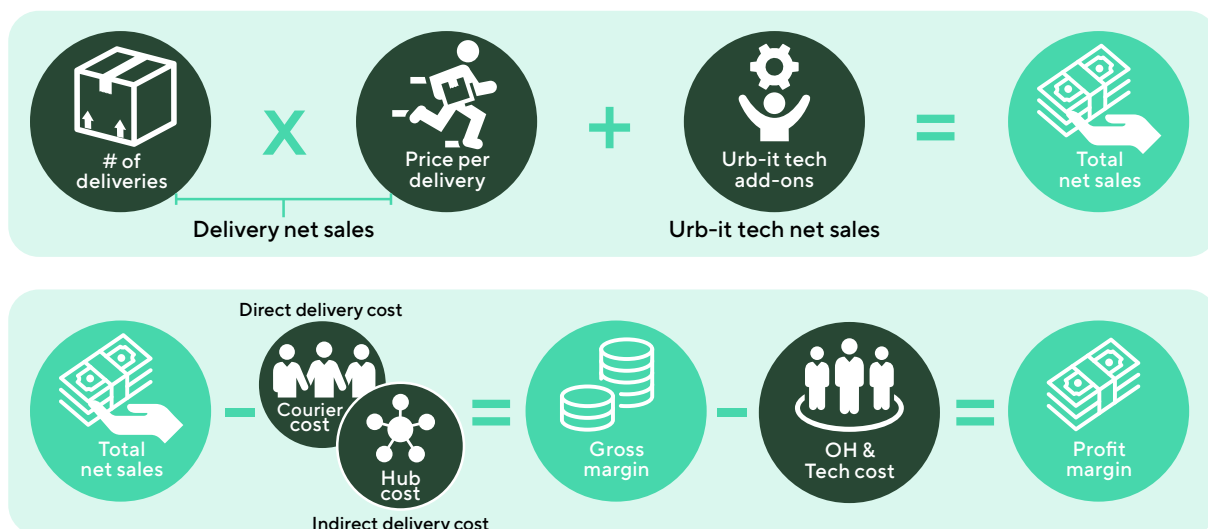 # of
deliveries
X
Price per
delivery
+
Urb-it tech
add-ons
=
Total
net sales
Delivery net sales
Urb-it tech net sales
Direct delivery cost
Total
net sales
-
Courier
cost
Hub
cost
=
Gross
margin
-
OH &
Tech cost
=
Profit
margin
Indirect delivery cost